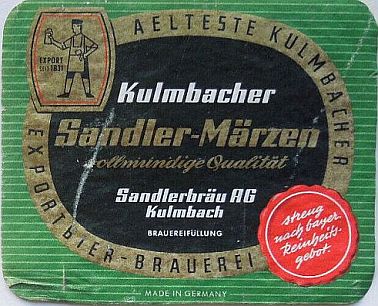 AELTESTE KULMBACHER
EXPORTBIER-BRAUEREI
EXPORT
SEIT 1831
Kulmbacher
Sandler-Märzen
vollmundige Qualität
Sandlerbräu AG
Kulmbach
BRAUEREIFÜLLUNG
streng
nach bayer.
Reinheits-
gebot.
MADE IN GERMANY